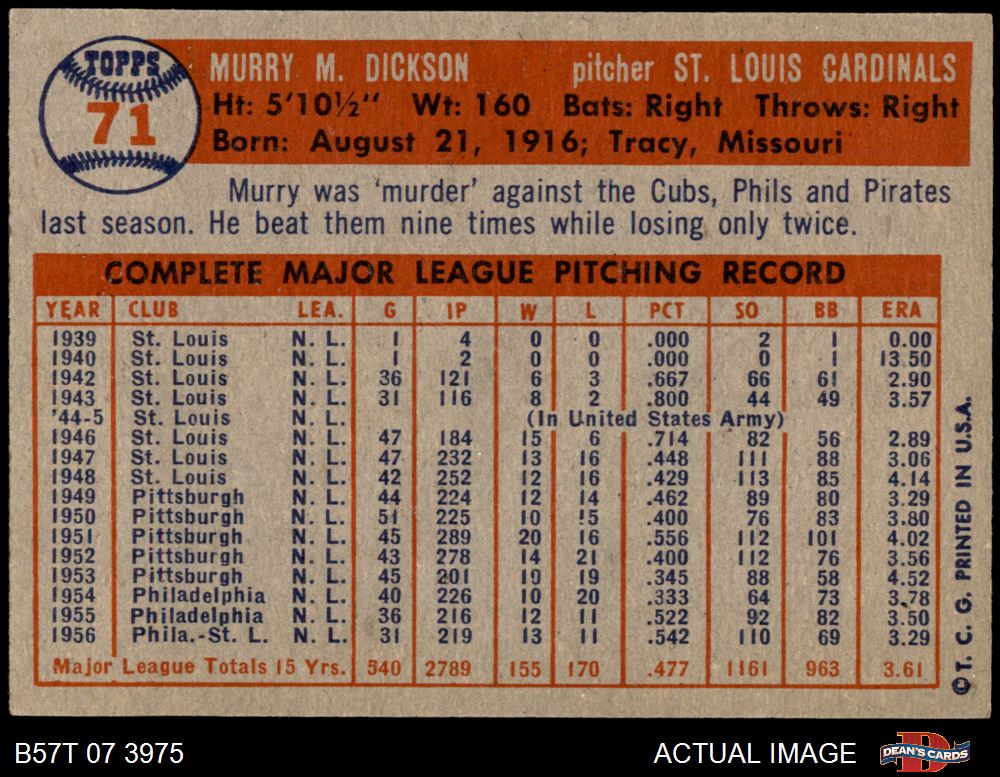 TOPPS
71
MURRY M. DICKSON pitcher ST. LOUIS CARDINALS
Ht: 5'10½" Wt: 160 Bats: Right Throws: Right
Born: August 21, 1916; Tracy, Missouri
Murry was 'murder' against the Cubs, Phils and Pirates
last season. He beat them nine times while losing only twice.
COMPLETE MAJOR LEAGUE PITCHING RECORD
YEAR CLUB LEA. G IP W L PCT SO BB ERA
1939 St. Louis N. L. 1 4 0 0 .000 2 1 0.00
1940 St. Louis N. L. 1 2 0 0 .000 0 1 13.50
1942 St. Louis N. L. 36 121 6 3 .667 66 61 2.90
1943 St. Louis N. L. 31 116 8 2 .800 44 49 3.57
'44-5 St. Louis N. L. (In United States Army)
1946 St. Louis N. L. 47 184 15 6 .714 82 56 2.89
1947 St. Louis N. L. 47 232 13 16 .448 111 88 3.06
1948 St. Louis N. L. 42 252 12 16 .429 113 85 4.14
1949 Pittsburgh N. L. 44 224 12 14 .462 89 80 3.29
1950 Pittsburgh N. L. 51 225 10 15 .400 76 83 3.80
1951 Pittsburgh N. L. 45 289 20 16 .556 112 101 4.02
1952 Pittsburgh N. L. 43 278 14 21 .400 112 76 3.56
1953 Pittsburgh N. L. 45 201 10 19 .345 88 58 4.52
1954 Philadelphia N. L. 40 226 10 20 .333 64 73 3.78
1955 Philadelphia N. L. 36 216 12 11 .522 92 82 3.50
1956 Phila.-St. L. N. L. 31 219 13 11 .542 110 69 3.29
Major League Totals 15 Yrs. 540 2789 155 170 .477 1161 963 3.61
©T. C. G. PRINTED IN U.S.A.
B57T 07 3975 ACTUAL IMAGE DEAN'S CARDS